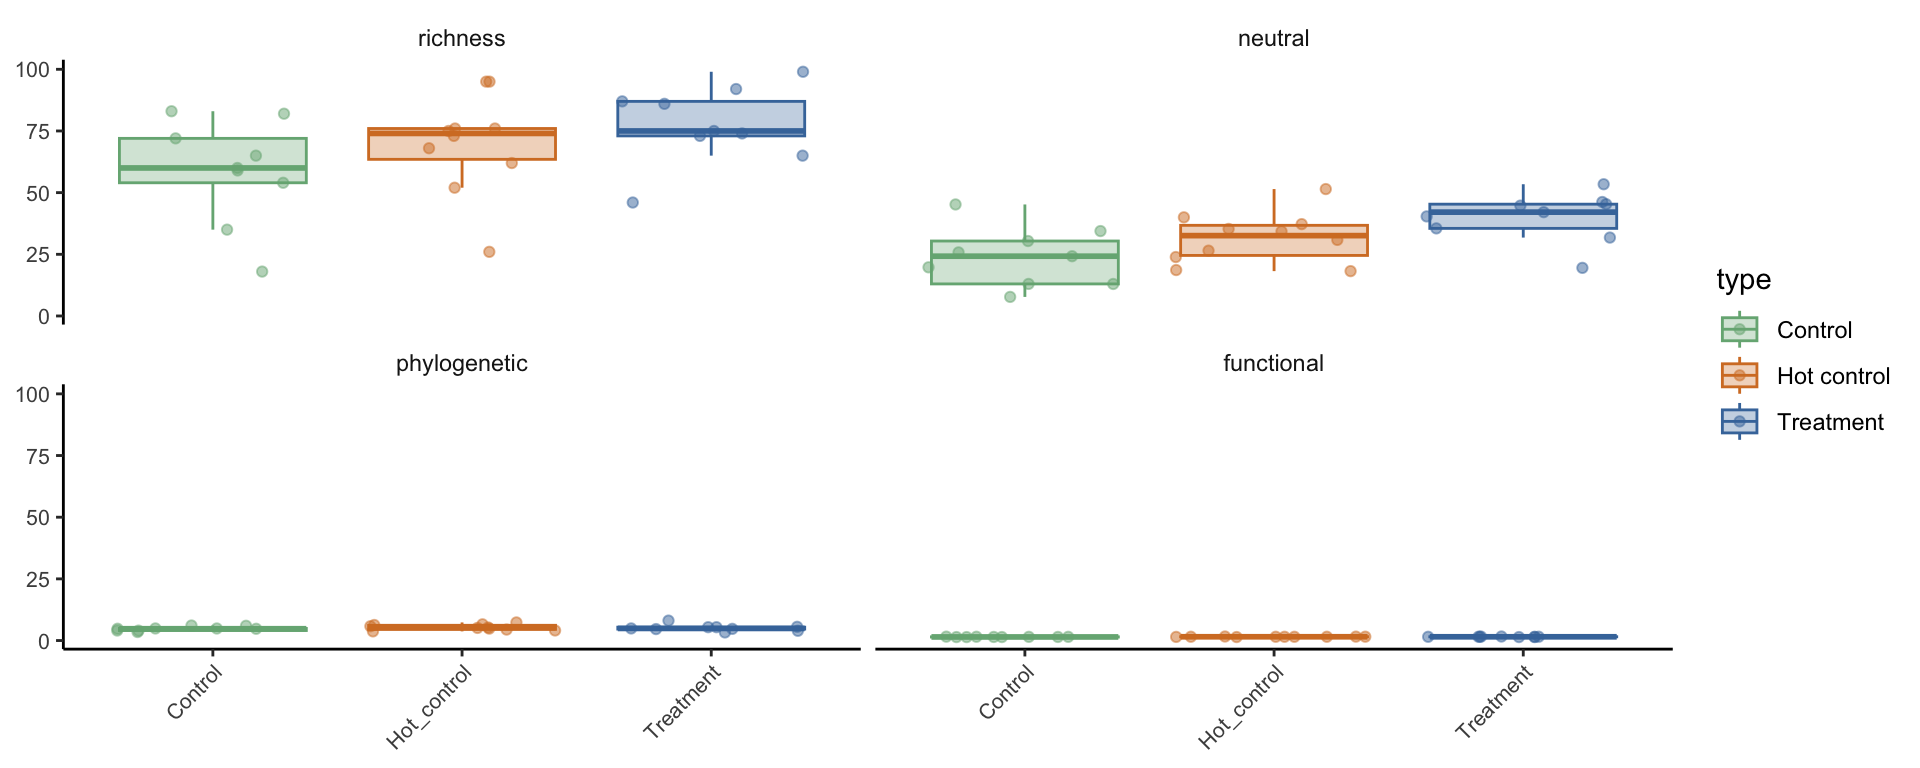 richness
neutral
100
75
50
25
0
phylogenetic
functional
100
75
50
25
0
Control
Hot_control
Treatment
Control
Hot_control
Treatment
type
Control
Hot control
Treatment